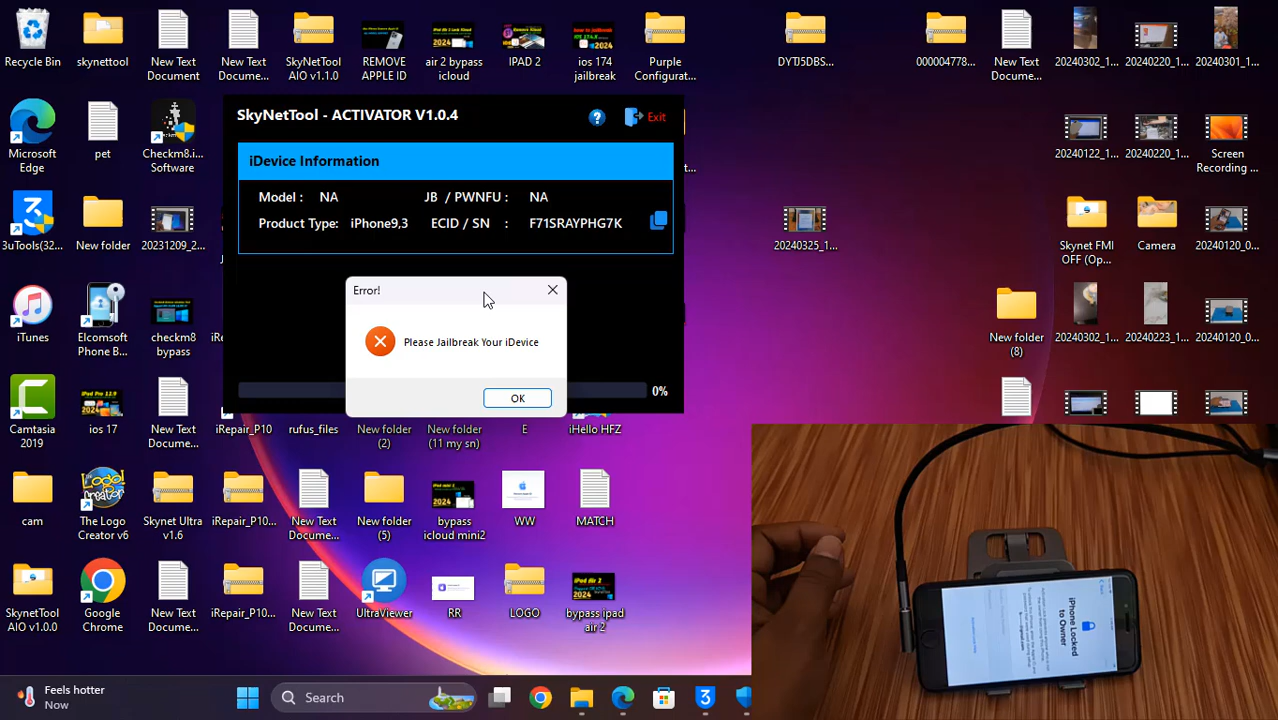 Recycle Bin
skynettool
New Text
Document
New Text
Docume...
SkyNetTool
AIO v1.1.0
REMOVE
APPLE ID
air 2 bypass
icloud
IPAD 2
ios 174
jailbreak
Purple
Configurat...
DYTJ5DBS...
000004778...
New Text
Docume...
20240302_1...
20240220_1...
20240301_1...
SkyNetTool - ACTIVATOR V1.0.4
?
Exit
iDevice Information
Model : NA
JB / PWNFU : NA
Product Type: iPhone9,3
ECID / SN : F71SRAYPHG7K
Error!
Please Jailbreak Your iDevice
OK
0%
Microsoft
Edge
pet
Checkm8.i...
Software
20240122_1...
20240220_1...
Screen
Recording ...
3uTools(32...
New folder
20231209_2...
20240325_1...
Skynet FMI
OFF (Op...
Camera
20240120_0...
iTunes
Elcomsoft
Phone B...
checkm8
bypass
New folder
(8)
20240302_1...
20240223_1...
20240120_0...
Camtasia
2019
ios 17
New Text
Docume...
iRepair_P10
rufus_files
New folder
(2)
New folder
(11 my sn)
E
iHello HFZ
cam
The Logo
Creator v6
Skynet Ultra
v1.6
iRepair_P10...
New Text
Docume...
New folder
(5)
bypass
icloud mini2
WW
MATCH
SkynetTool
AIO v1.0.0
Google
Chrome
New Text
Docume...
iRepair_P10...
New Text
Docume...
UltraViewer
RR
LOGO
bypass ipad
air 2
iPhone Locked
to Owner
Feels hotter
Now
Search